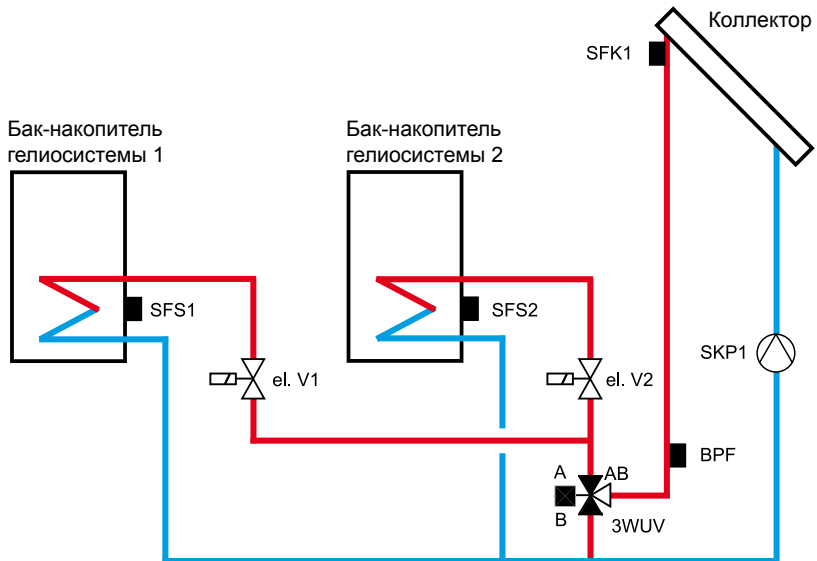 Коллектор
SFK1
Бак-накопитель
гелиосистемы 1
Бак-накопитель
гелиосистемы 2
SFS1
SFS2
SKP1
el. V1
el. V2
BPF
A
AB
B
3WUV